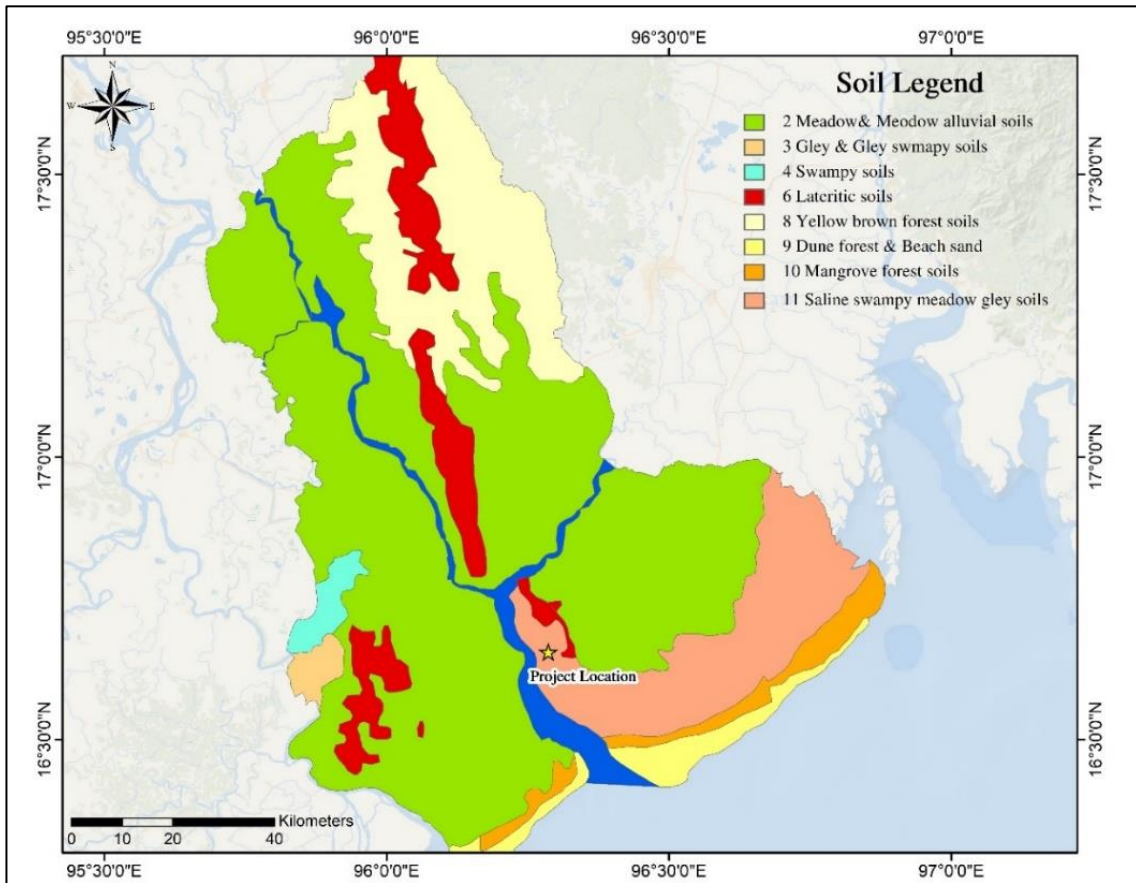 95°30'0"E 96°0'0"E 96°30'0"E 97°0'0"E
N
W E
S
Soil Legend
2 Meadow& Meodow alluvial soils
3 Gley & Gley swmapy soils
4 Swampy soils
6 Lateritic soils
8 Yellow brown forest soils
9 Dune forest & Beach sand
10 Mangrove forest soils
11 Saline swampy meadow gley soils
17°30'0"N 17°30'0"N
17°0'0"N 17°0'0"N
Project Location
16°30'0"N 16°30'0"N
Kilometers
0 10 20 40
95°30'0"E 96°0'0"E 96°30'0"E 97°0'0"E